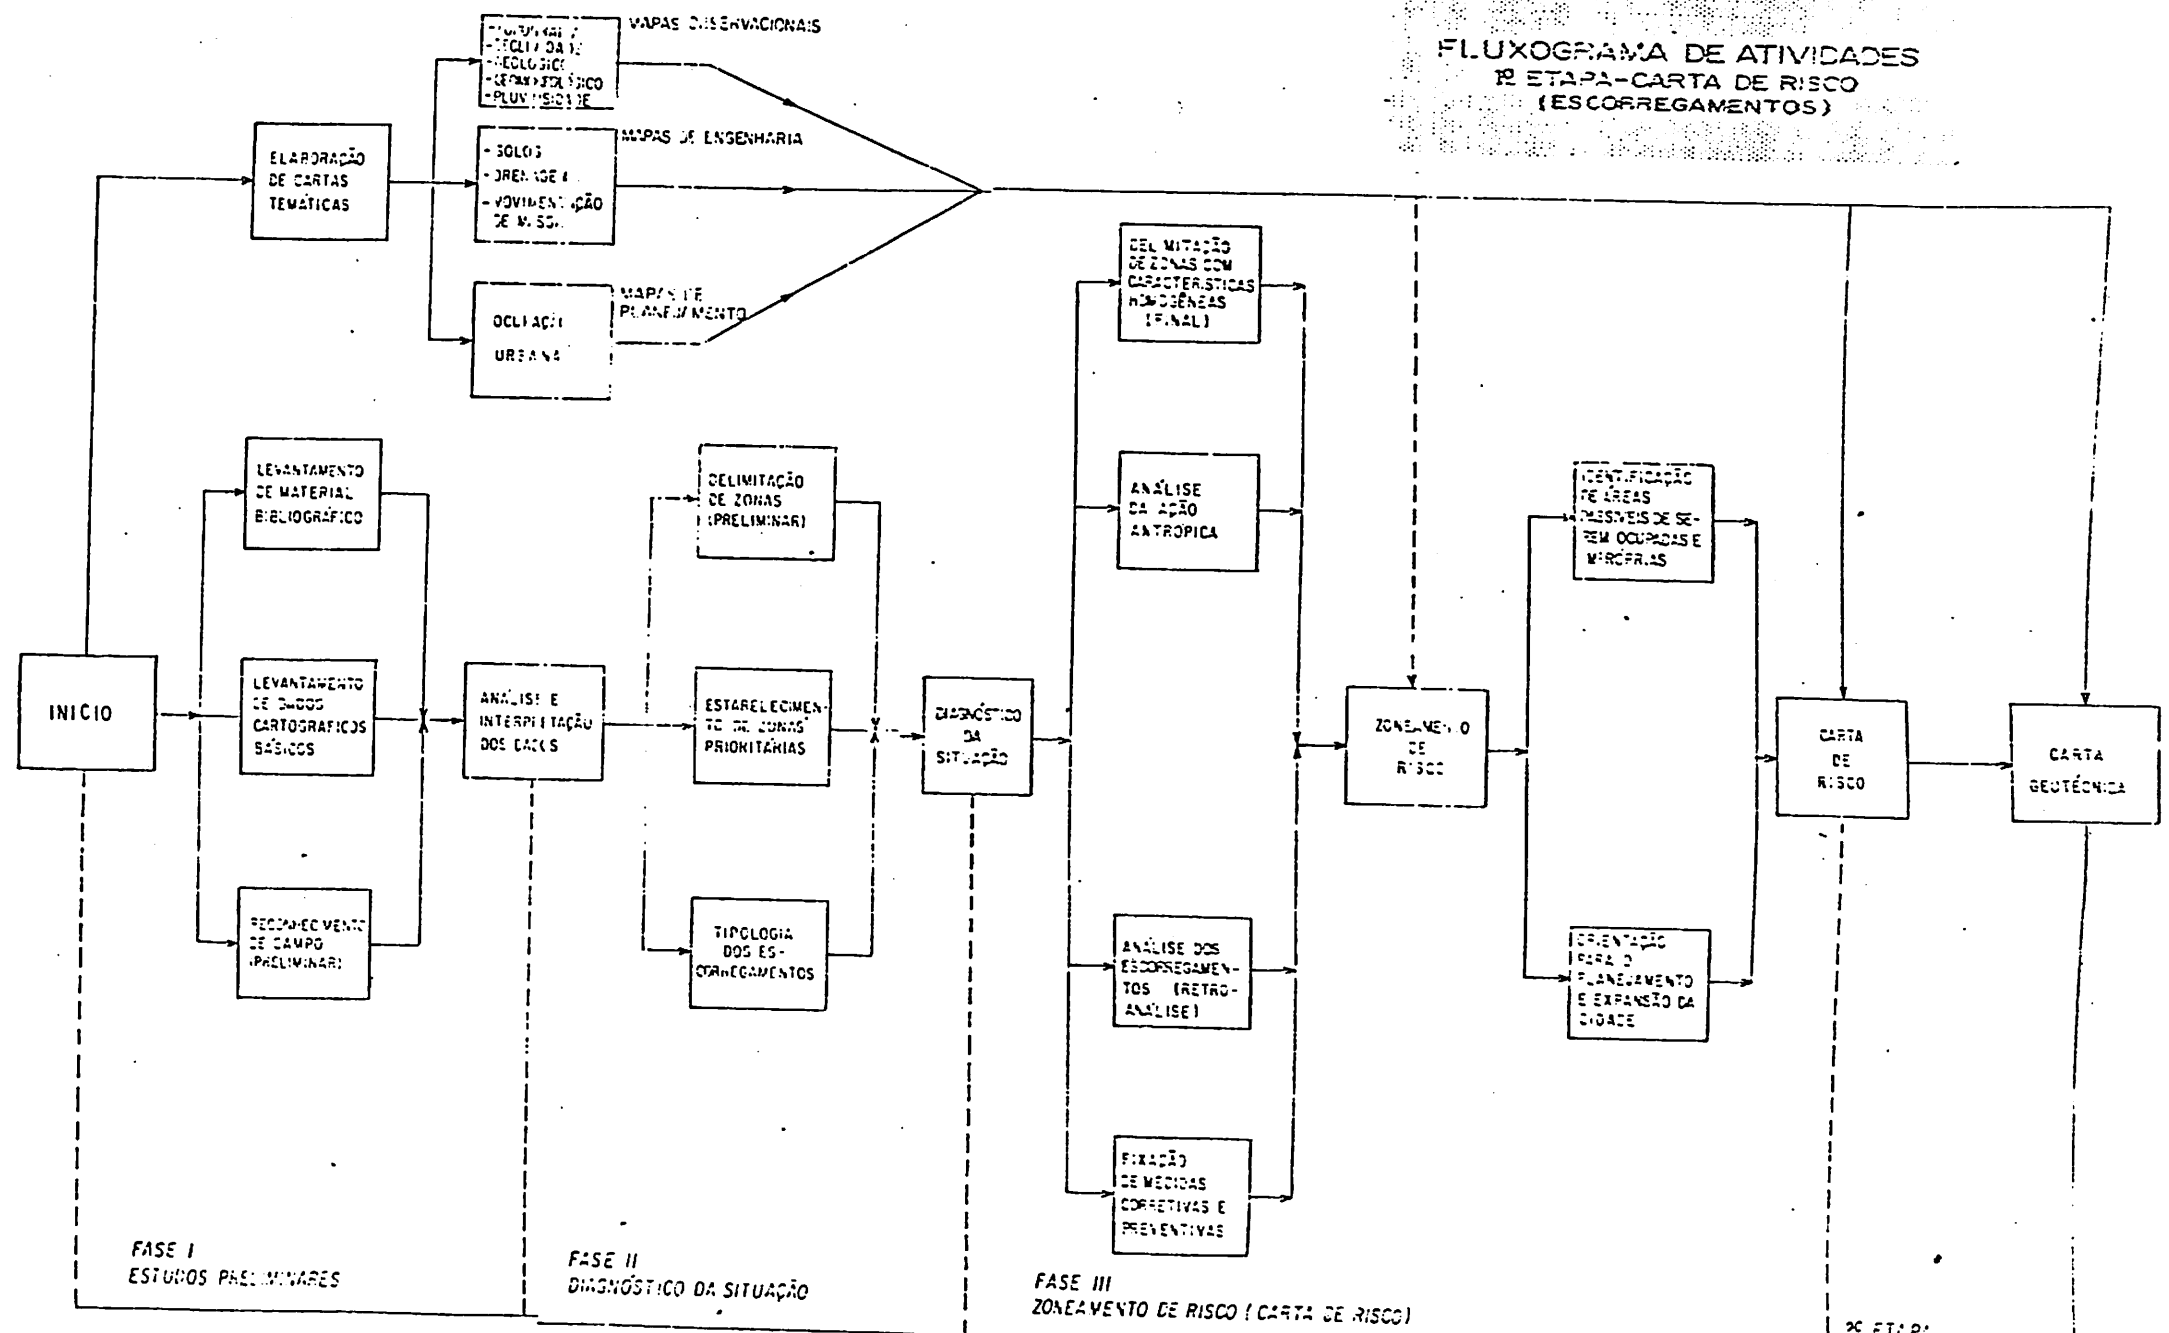 FLUXOGRAMA DE ATIVIDADES
1ª ETAPA-CARTA DE RISCO
(ESCORREGAMENTOS)
MAPAS OBSERVACIONAIS
-GEOLÓGICO
-PLUVIOSIDADE
ELABORAÇÃO
DE CARTAS
TEMÁTICAS
MAPAS DE ENGENHARIA
- SOLOS
- DRENAGEM
- MOVIMENTAÇÃO
DE MASSA
MAPAS DE
PLANEJAMENTO
OCUPAÇÃO
URBANA
LEVANTAMENTO
DE MATERIAL
BIBLIOGRÁFICO
INÍCIO
LEVANTAMENTO
DE DADOS
CARTOGRÁFICOS
BÁSICOS
RECONHECIMENTO
DE CAMPO
(PRELIMINAR)
ANÁLISE E
INTERPRETAÇÃO
DOS DADOS
DELIMITAÇÃO
DE ZONAS
(PRELIMINAR)
ESTABELECIMEN-
TO DE ZONAS
PRIORITÁRIAS
TIPOLOGIA
DOS ES-
CORREGAMENTOS
DIAGNÓSTICO
DA
SITUAÇÃO
DELIMITAÇÃO
DE ZONAS COM
CARACTERÍSTICAS
HOMOGÊNEAS
(FINAL)
ANÁLISE
DA AÇÃO
ANTRÓPICA
ANÁLISE DOS
ESCORREGAMEN-
TOS (RETRO-
ANÁLISE)
FIXAÇÃO
DE MEDIDAS
CORRETIVAS E
PREVENTIVAS
ZONEAMENTO
DE
RISCO
IDENTIFICAÇÃO
DE ÁREAS
PASSÍVEIS DE SE-
REM OCUPADAS E
IMPRÓPRIAS
ORIENTAÇÃO
PARA O
PLANEJAMENTO
E EXPANSÃO DA
CIDADE
CARTA
DE
RISCO
CARTA
GEOTÉCNICA
FASE I
ESTUDOS PRELIMINARES
FASE II
DIAGNÓSTICO DA SITUAÇÃO
FASE III
ZONEAMENTO DE RISCO (CARTA DE RISCO)
2ª ETAPA